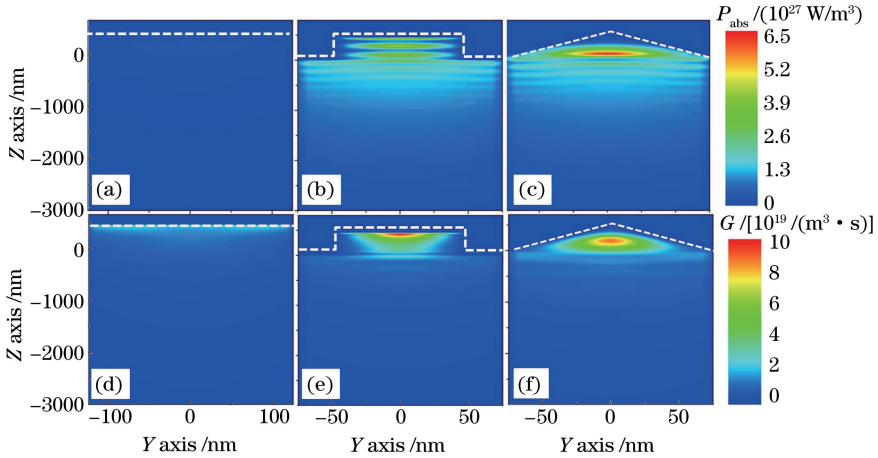 P_abs /(10^27 W/m^3)
Z axis /nm
0
−1000
−2000
−3000
(a)
(b)
(c)
6.5
5.2
3.9
2.6
1.3
0
G /[10^19 /(m^3 • s)]
Z axis /nm
0
−1000
−2000
−3000
(d)
(e)
(f)
10
8
6
4
2
0
−100
0
100
−50
0
50
−50
0
50
Y axis /nm
Y axis /nm
Y axis /nm